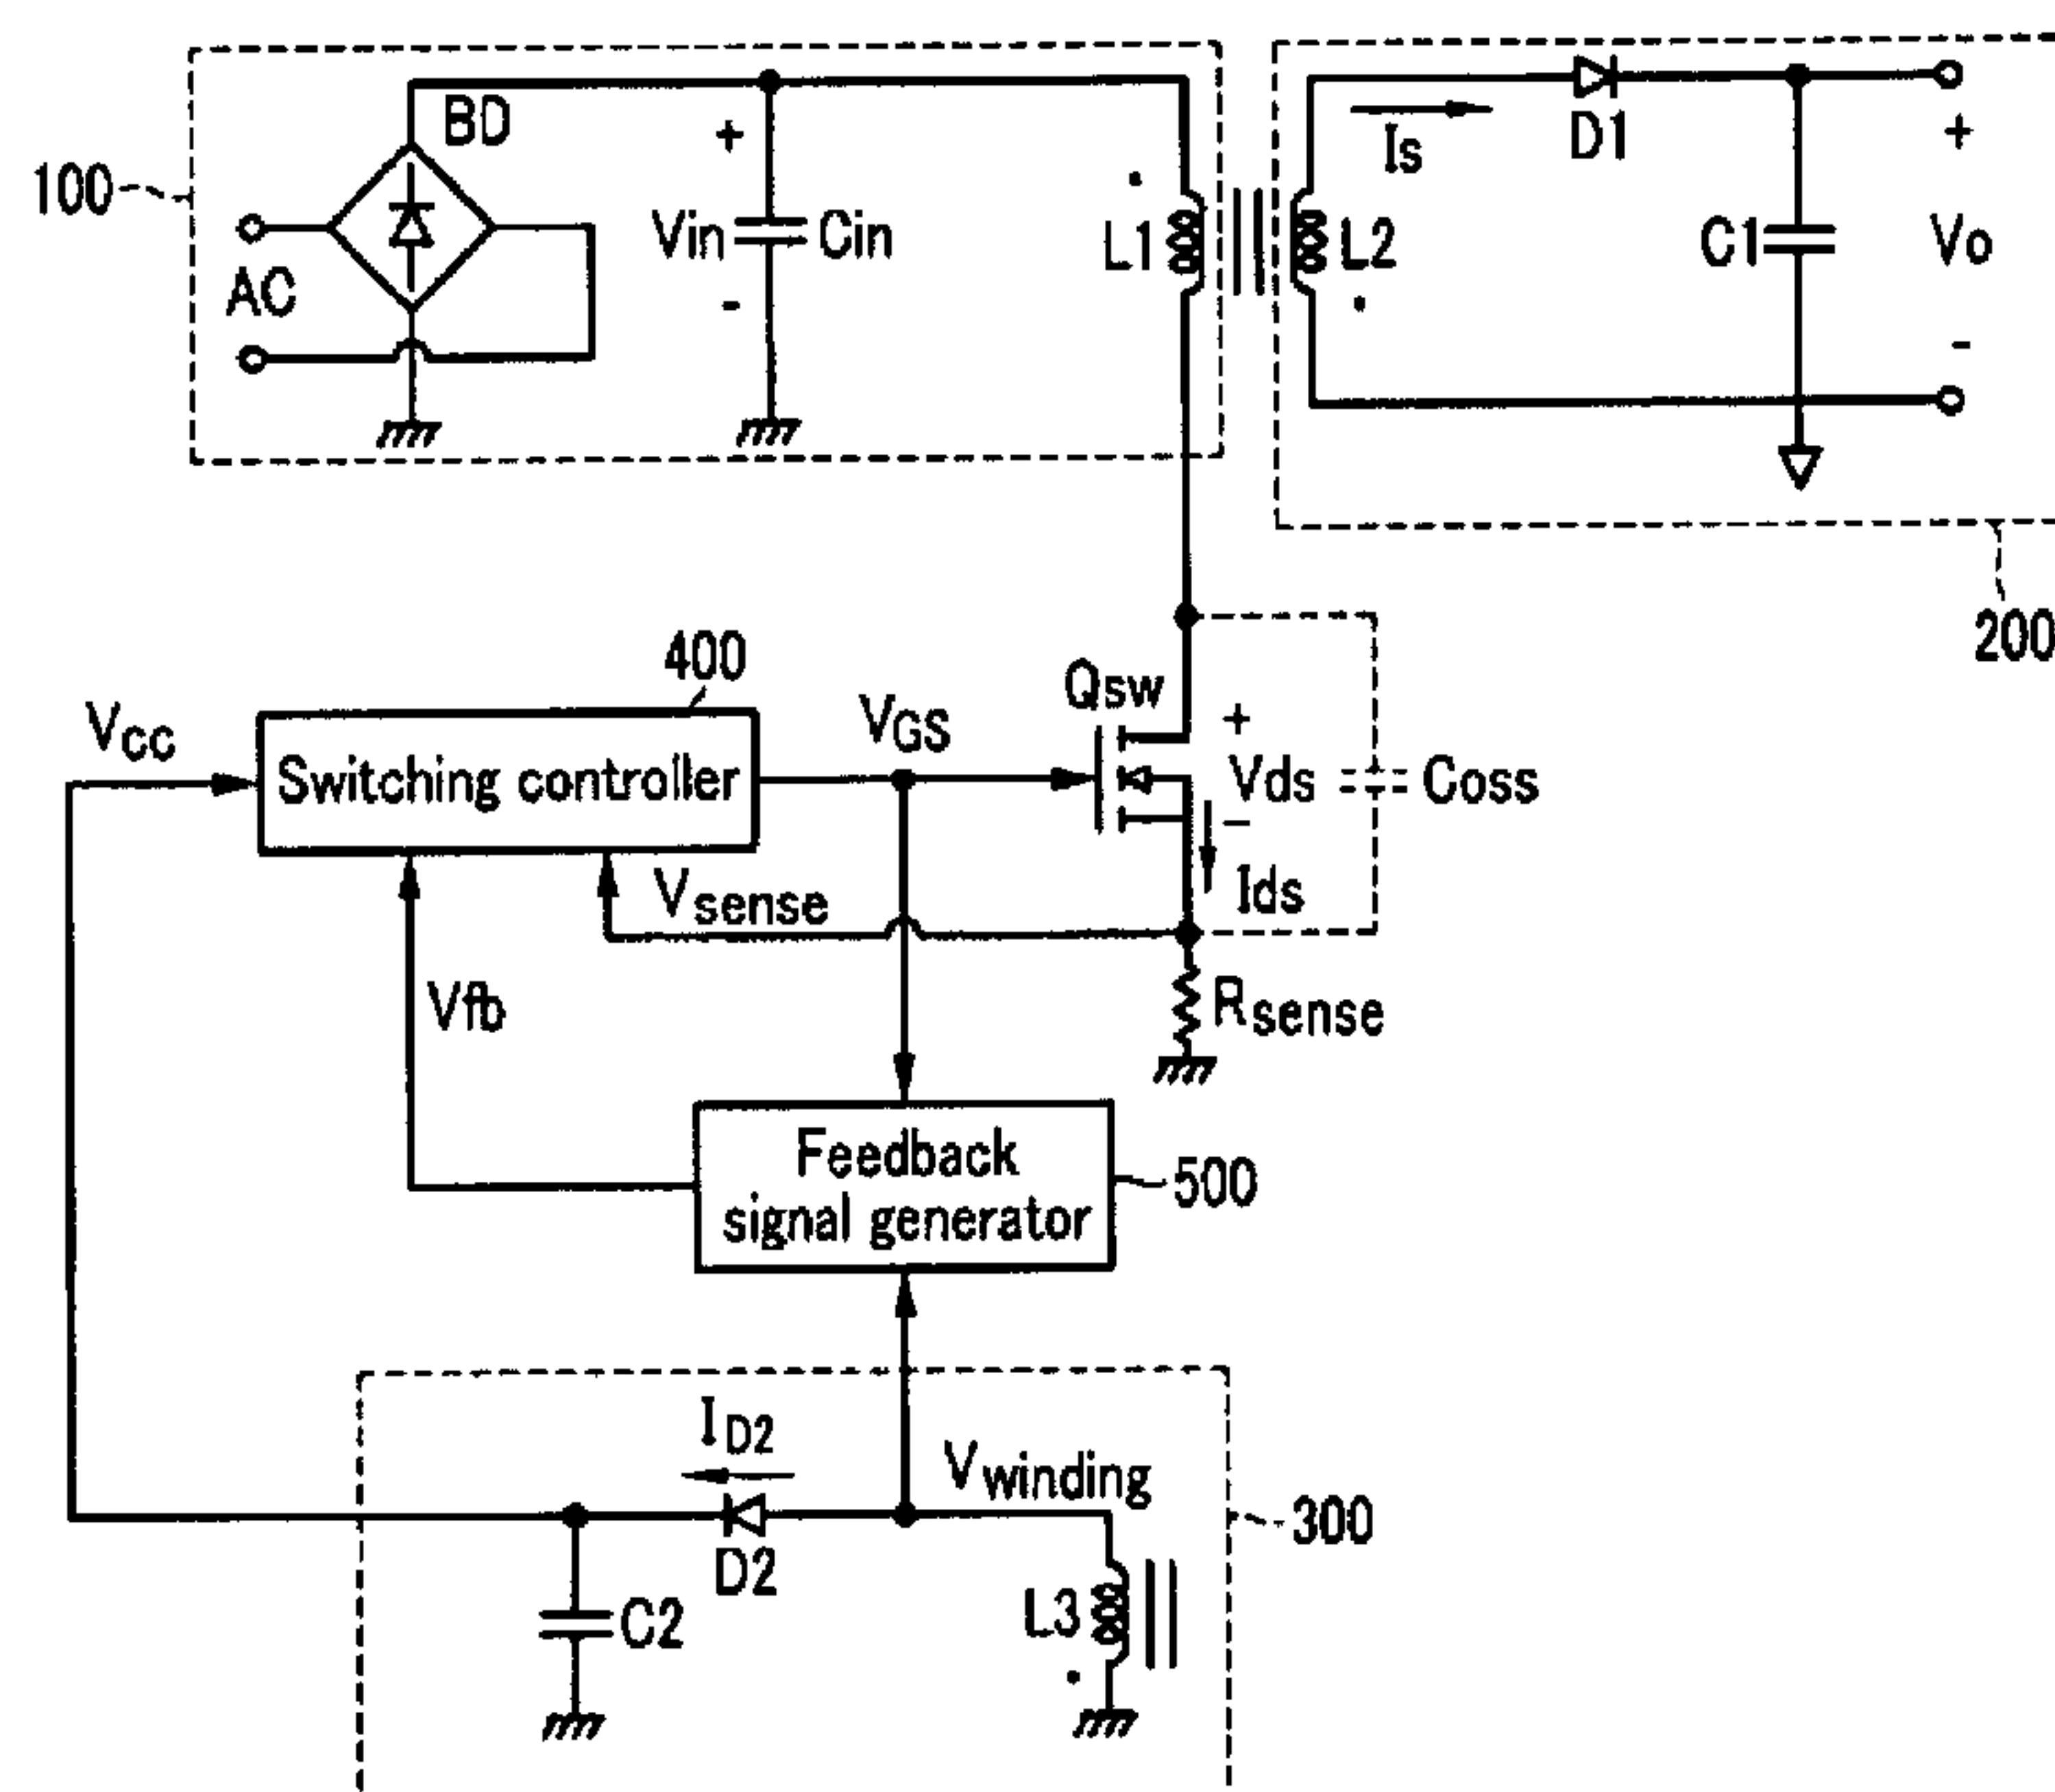 BD
100
AC
Vin
+
-
Cin
L1
L2
Is
D1
C1
+
Vo
-
200
400
Vcc
Switching controller
VGS
Qsw
+
Vds
-
Coss
Ids
Vsense
Rsense
Vfb
Feedback
signal generator
500
ID2
Vwinding
D2
300
C2
L3